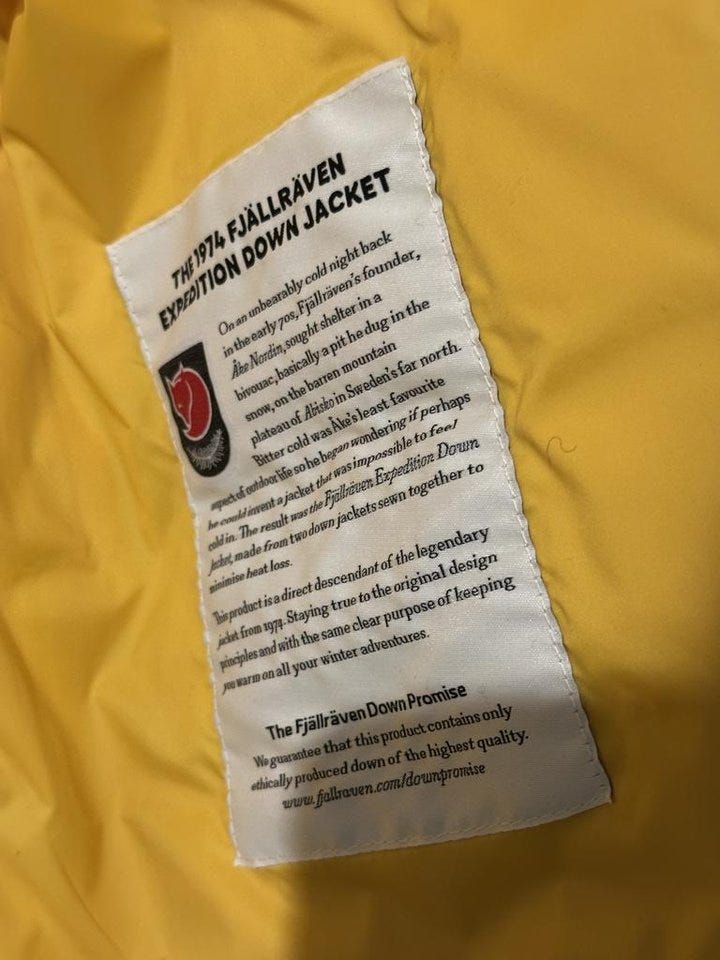 THE 1974 FJÄLLRÄVEN
EXPEDITION DOWN JACKET
On an unbearably cold night back
in the early 70s, Fjällräven's founder,
Åke Nordin, sought shelter in a
bivouac, basically a pit he dug in the
snow, on the barren mountain
plateau of Abisko in Sweden's far north.
Bitter cold was Åke's least favourite
aspect of outdoor life so he began wondering if perhaps
he could invent a jacket that was impossible to feel
cold in. The result was the Fjällräven Expedition Down
Jacket, made from two down jackets sewn together to
minimise heat loss.
This product is a direct descendant of the legendary
jacket from 1974. Staying true to the original design
principles and with the same clear purpose of keeping
you warm on all your winter adventures.
The Fjällräven Down Promise
We guarantee that this product contains only
ethically produced down of the highest quality.
www.fjallraven.com/downpromise